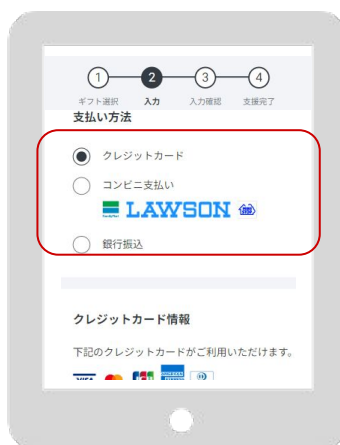 1 2 3 4
ギフト選択 入力 入力確認 支援完了
支払い方法
クレジットカード
コンビニ支払い
FamilyMart LAWSON
銀行振込
クレジットカード情報
下記のクレジットカードがご利用いただけます。
VISA JCB